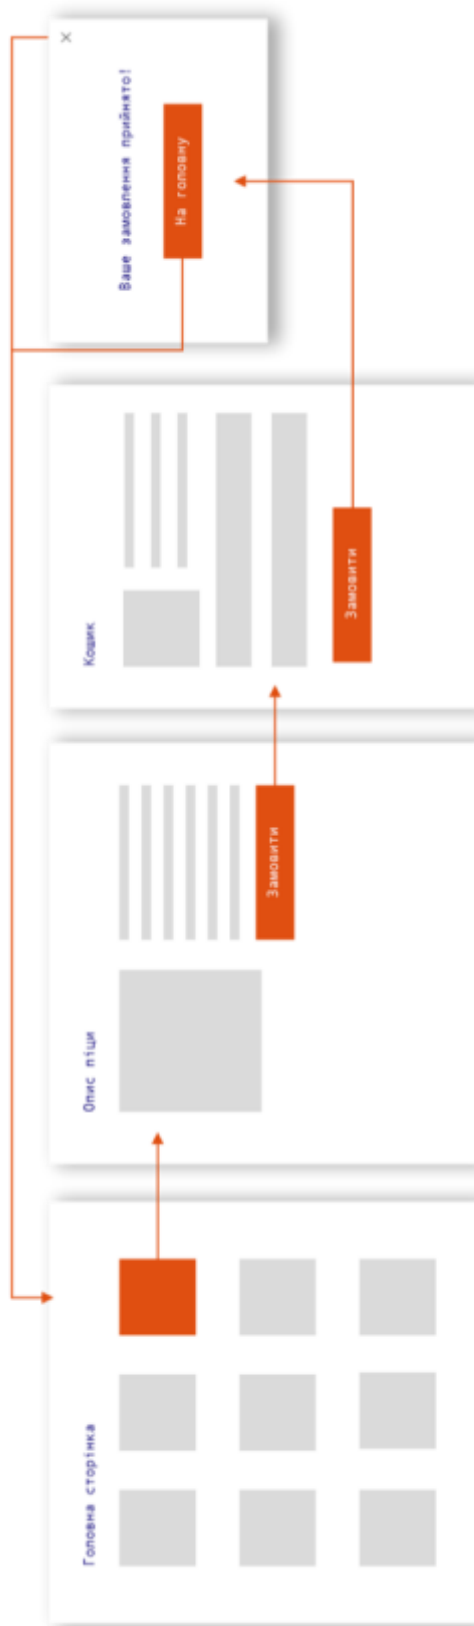 Головна сторінка
Опис піци
Замовити
Кошик
Замовити
×
Ваше замовлення прийнято!
На головну